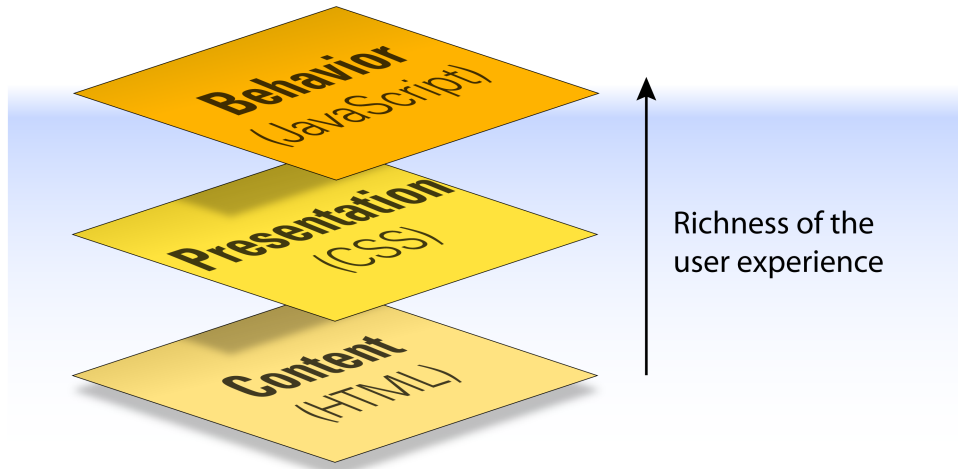 Behavior
(JavaScript)
Presentation
(CSS)
Content
(HTML)
Richness of the
user experience